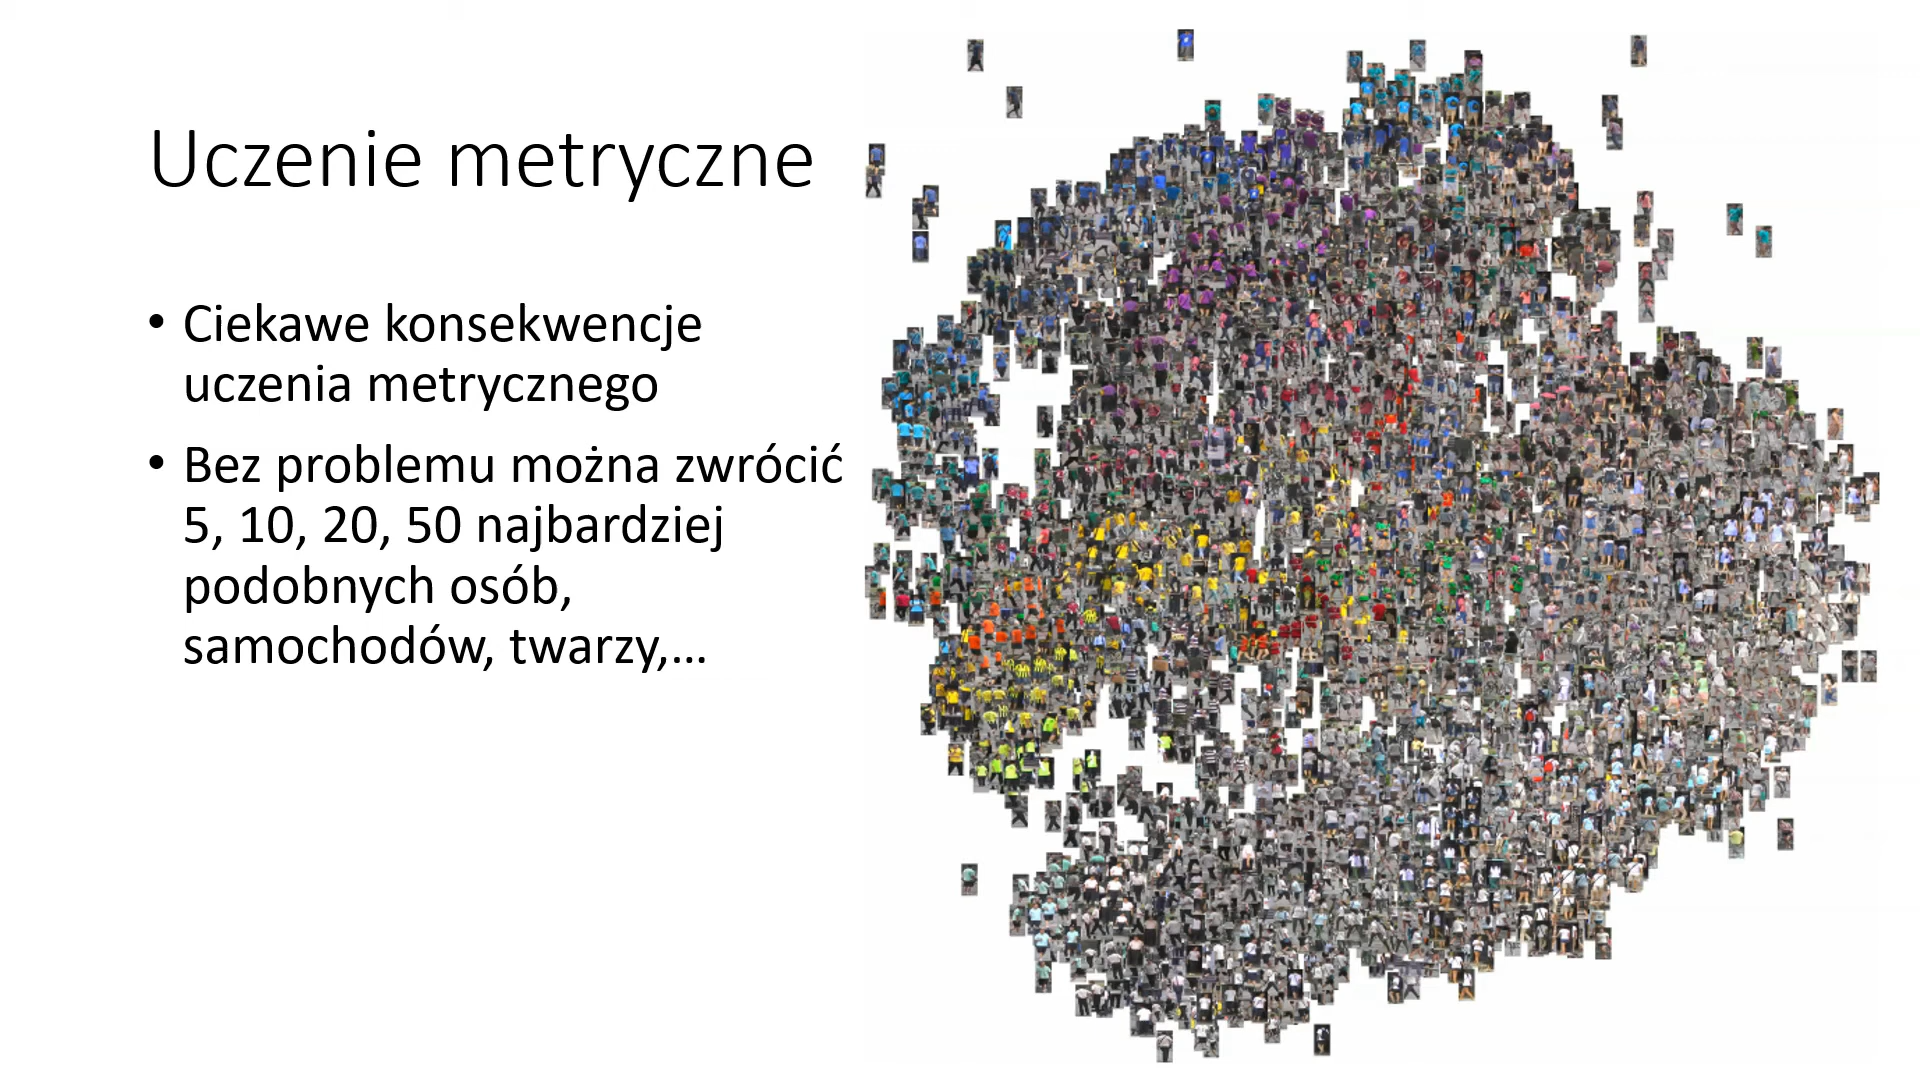 Uczenie metryczne
• Ciekawe konsekwencje
uczenia metrycznego
• Bez problemu można zwrócić
5, 10, 20, 50 najbardziej
podobnych osób,
samochodów, twarzy,...